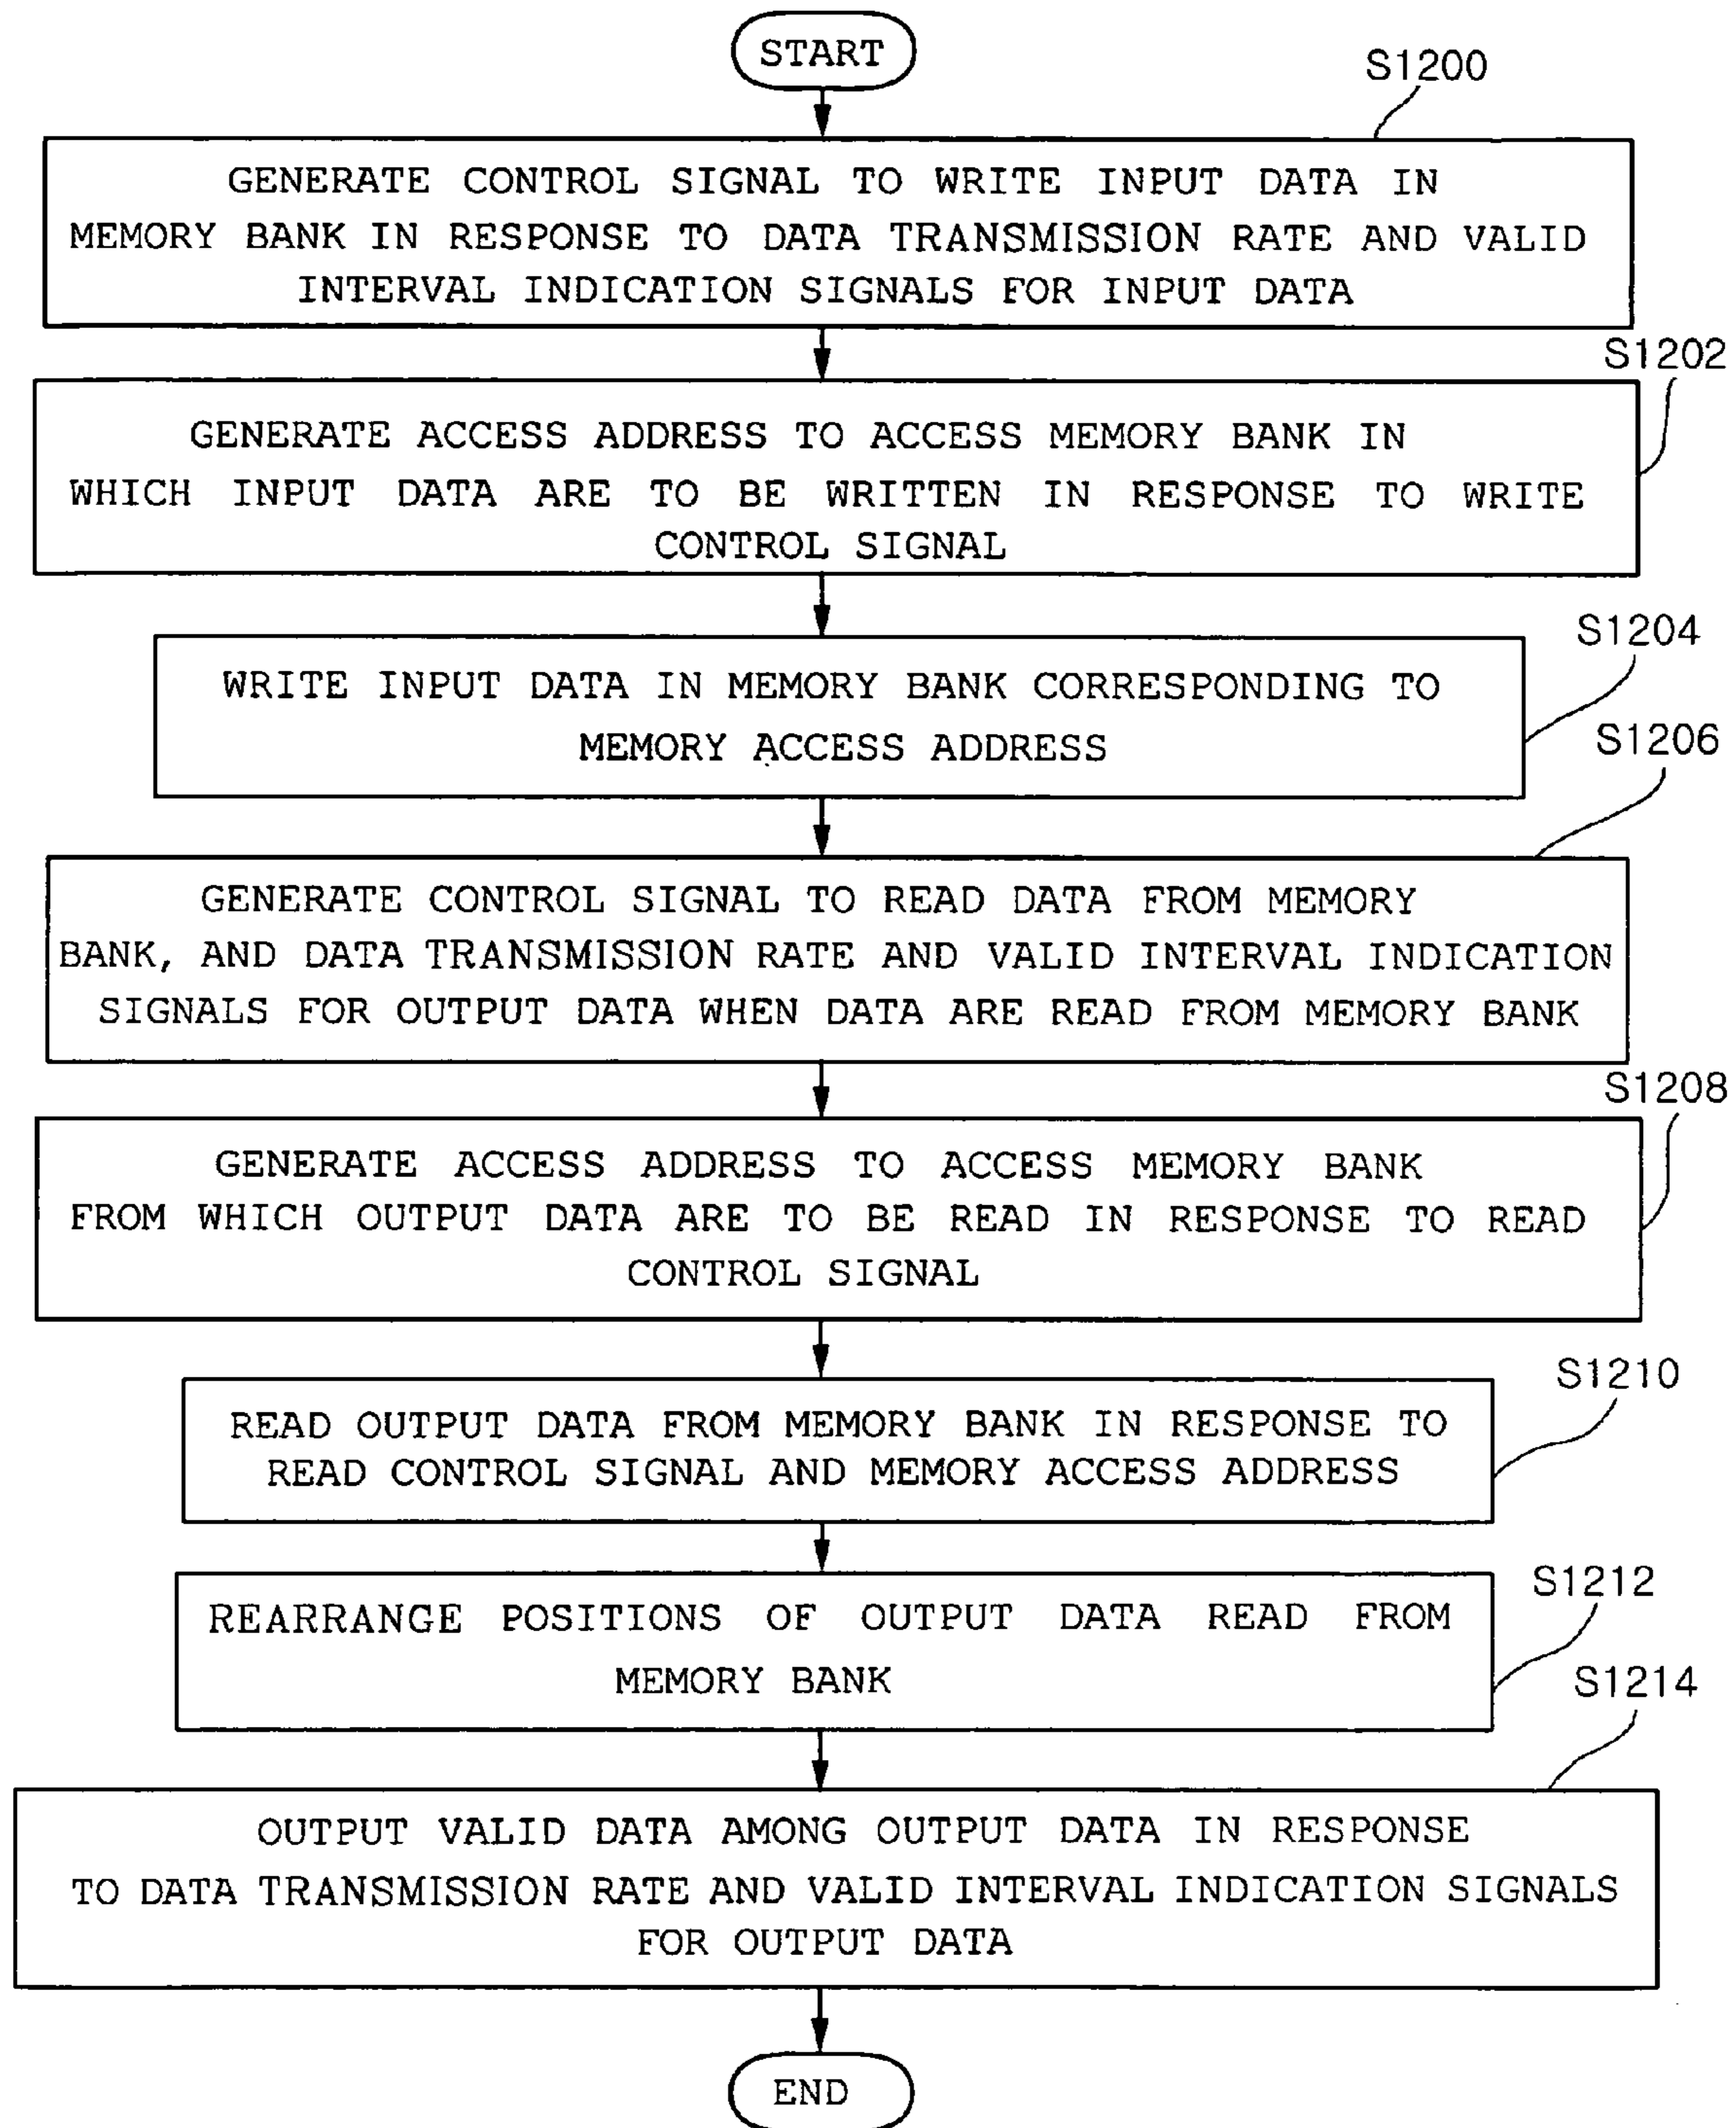 START
S1200
GENERATE CONTROL SIGNAL TO WRITE INPUT DATA IN
MEMORY BANK IN RESPONSE TO DATA TRANSMISSION RATE AND VALID
INTERVAL INDICATION SIGNALS FOR INPUT DATA
S1202
GENERATE ACCESS ADDRESS TO ACCESS MEMORY BANK IN
WHICH INPUT DATA ARE TO BE WRITTEN IN RESPONSE TO WRITE
CONTROL SIGNAL
S1204
WRITE INPUT DATA IN MEMORY BANK CORRESPONDING TO
MEMORY ACCESS ADDRESS
S1206
GENERATE CONTROL SIGNAL TO READ DATA FROM MEMORY
BANK, AND DATA TRANSMISSION RATE AND VALID INTERVAL INDICATION
SIGNALS FOR OUTPUT DATA WHEN DATA ARE READ FROM MEMORY BANK
S1208
GENERATE ACCESS ADDRESS TO ACCESS MEMORY BANK
FROM WHICH OUTPUT DATA ARE TO BE READ IN RESPONSE TO READ
CONTROL SIGNAL
S1210
READ OUTPUT DATA FROM MEMORY BANK IN RESPONSE TO
READ CONTROL SIGNAL AND MEMORY ACCESS ADDRESS
S1212
REARRANGE POSITIONS OF OUTPUT DATA READ FROM
MEMORY BANK
S1214
OUTPUT VALID DATA AMONG OUTPUT DATA IN RESPONSE
TO DATA TRANSMISSION RATE AND VALID INTERVAL INDICATION SIGNALS
FOR OUTPUT DATA
END